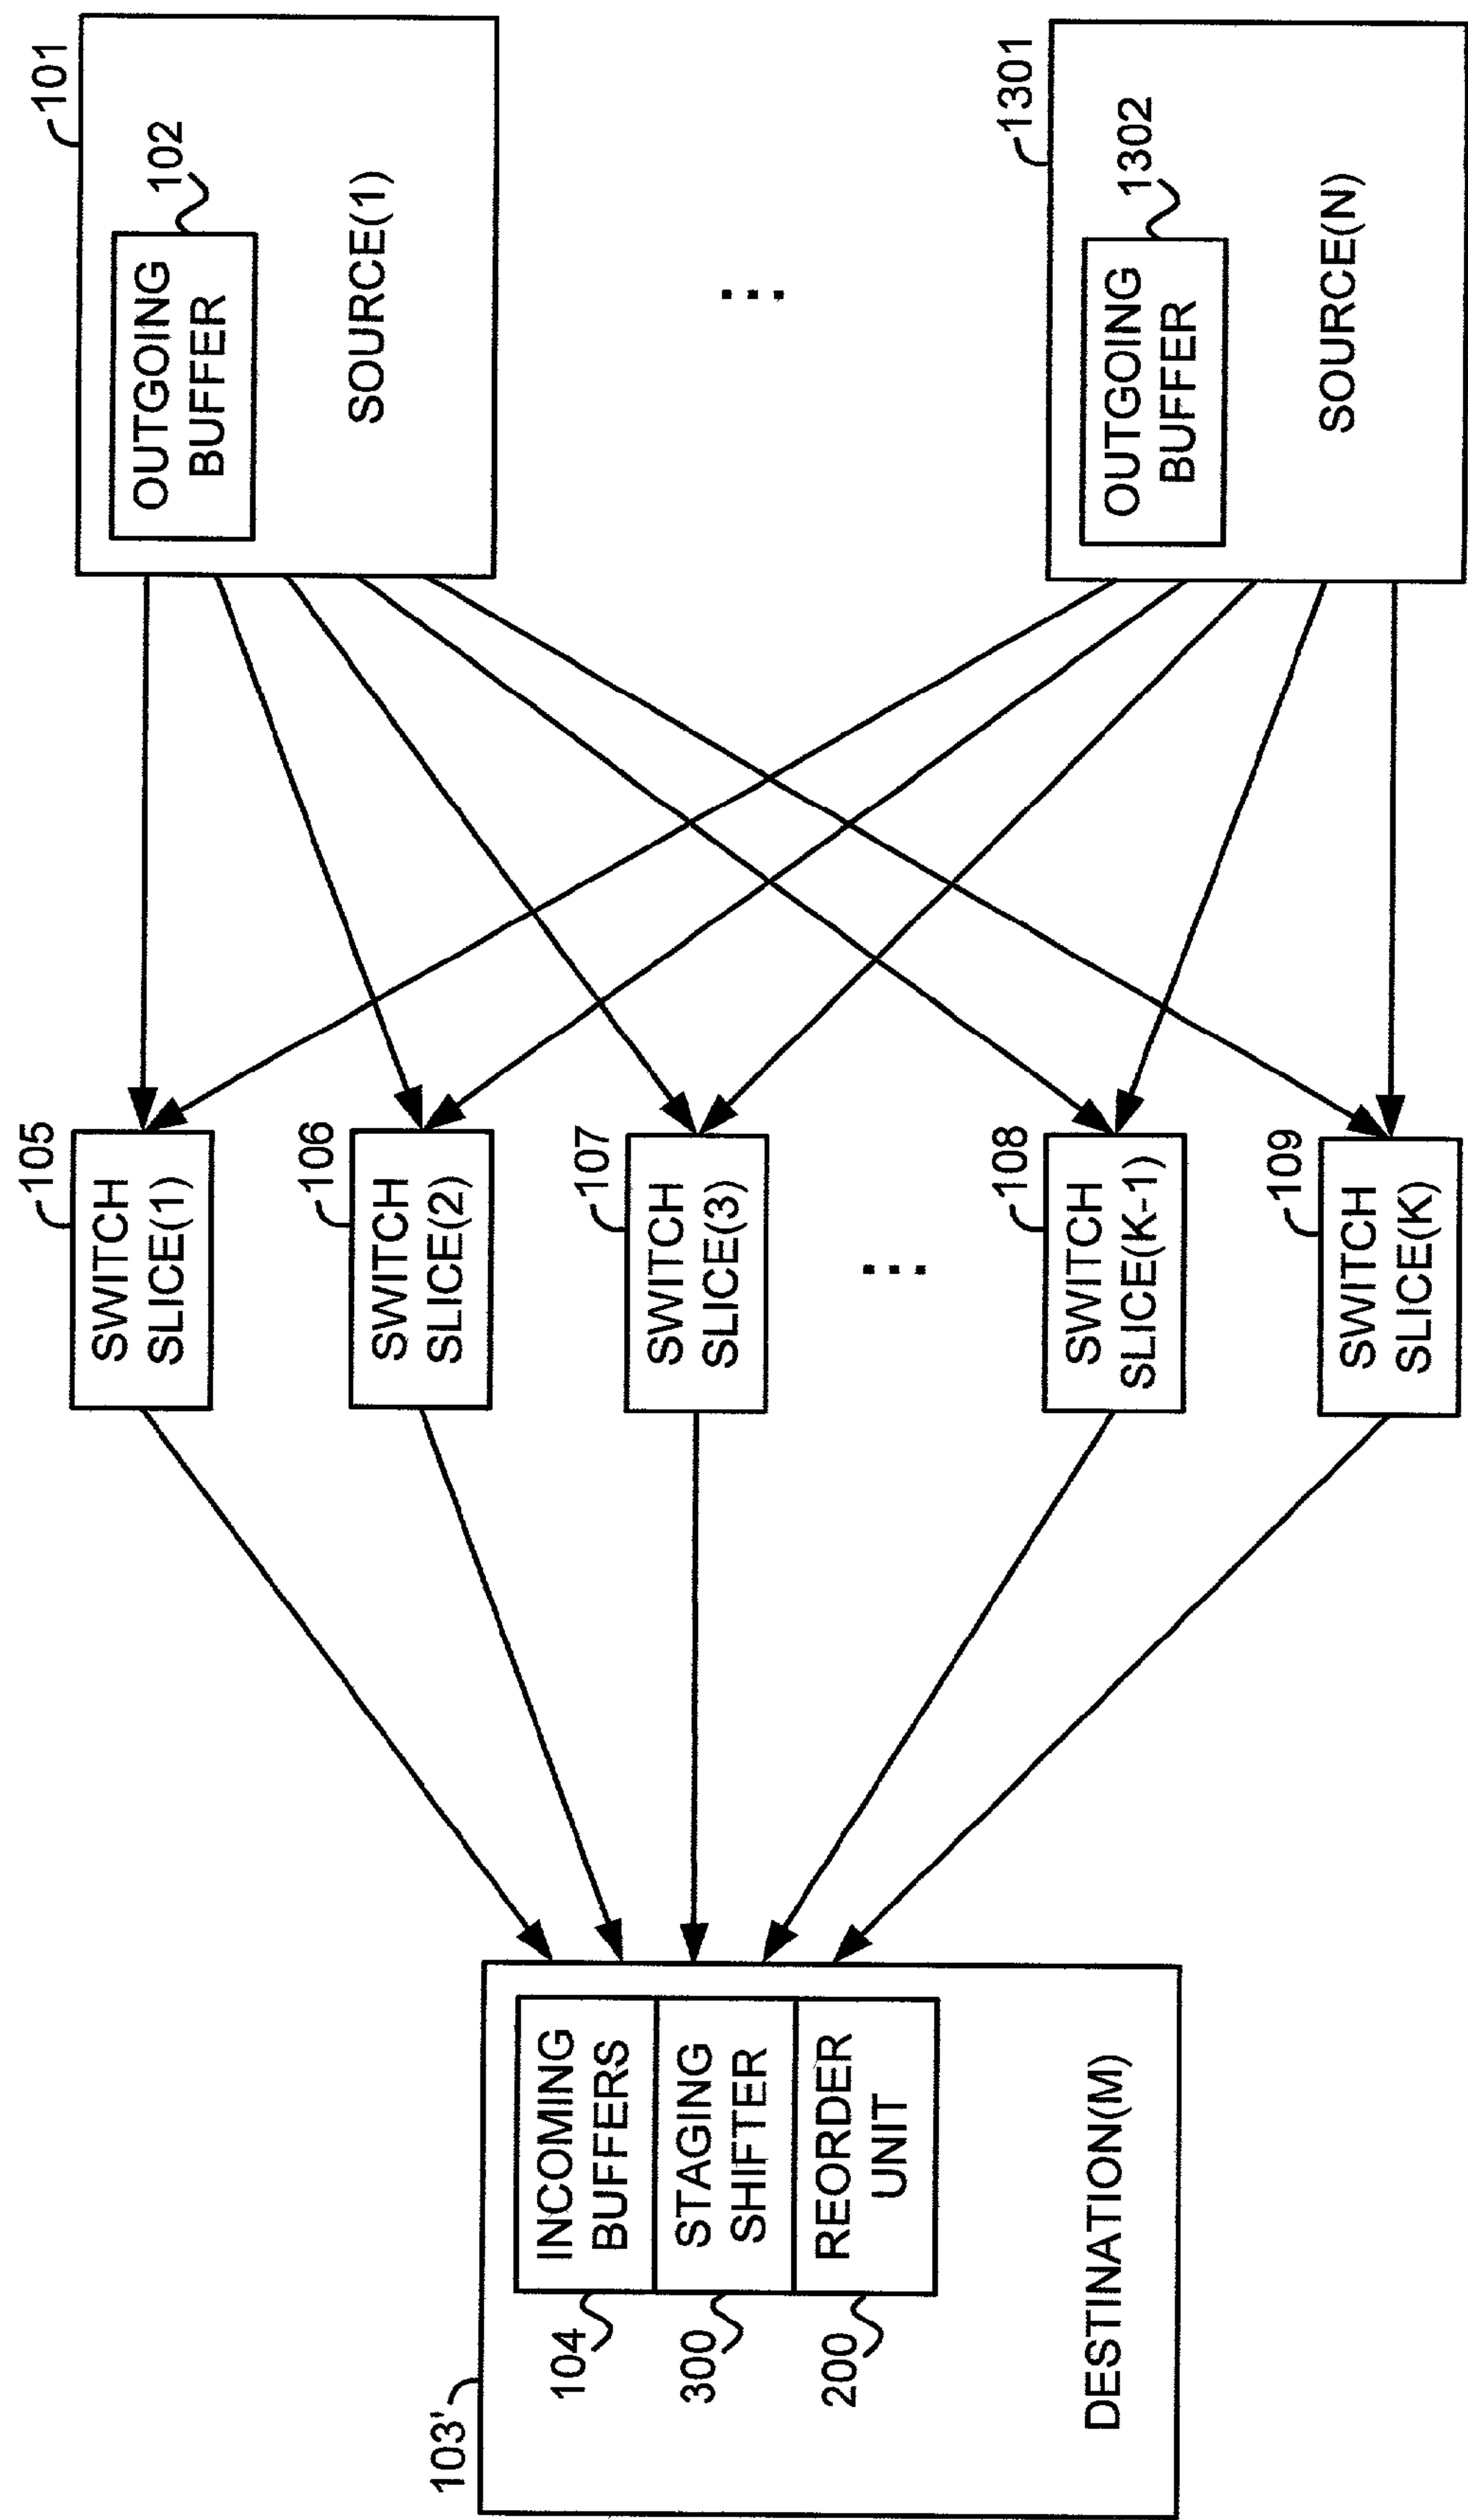 101
OUTGOING
BUFFER
102
SOURCE(1)
...
1301
OUTGOING
BUFFER
1302
SOURCE(N)
105
SWITCH
SLICE(1)
106
SWITCH
SLICE(2)
107
SWITCH
SLICE(3)
...
108
SWITCH
SLICE(K-1)
109
SWITCH
SLICE(K)
103'
INCOMING
BUFFERS
104
STAGING
SHIFTER
300
REORDER
UNIT
200
DESTINATION(M)